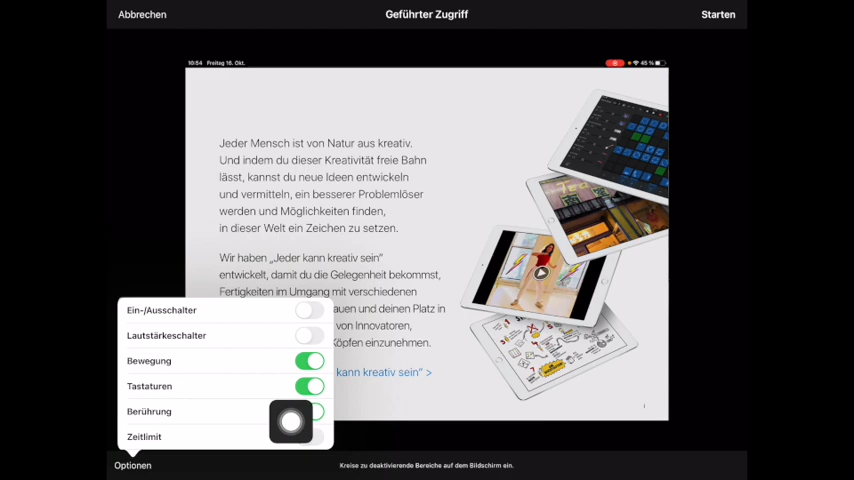 Abbrechen
Geführter Zugriff
Starten
10:54 Freitag 16. Okt.
45 %
Jeder Mensch ist von Natur aus kreativ.
Und indem du dieser Kreativität freie Bahn
lässt, kannst du neue Ideen entwickeln
und vermitteln, ein besserer Problemlöser
werden und Möglichkeiten finden,
in dieser Welt ein Zeichen zu setzen.
Wir haben „Jeder kann kreativ sein"
entwickelt, damit du die Gelegenheit bekommst,
Fertigkeiten im Umgang mit verschiedenen
auen und deinen Platz in
von Innovatoren,
Köpfen einzunehmen.
kann kreativ sein" >
i
Ein-/Ausschalter
Lautstärkeschalter
Bewegung
Tastaturen
Berührung
Zeitlimit
Optionen
Kreise zu deaktivierende Bereiche auf dem Bildschirm ein.